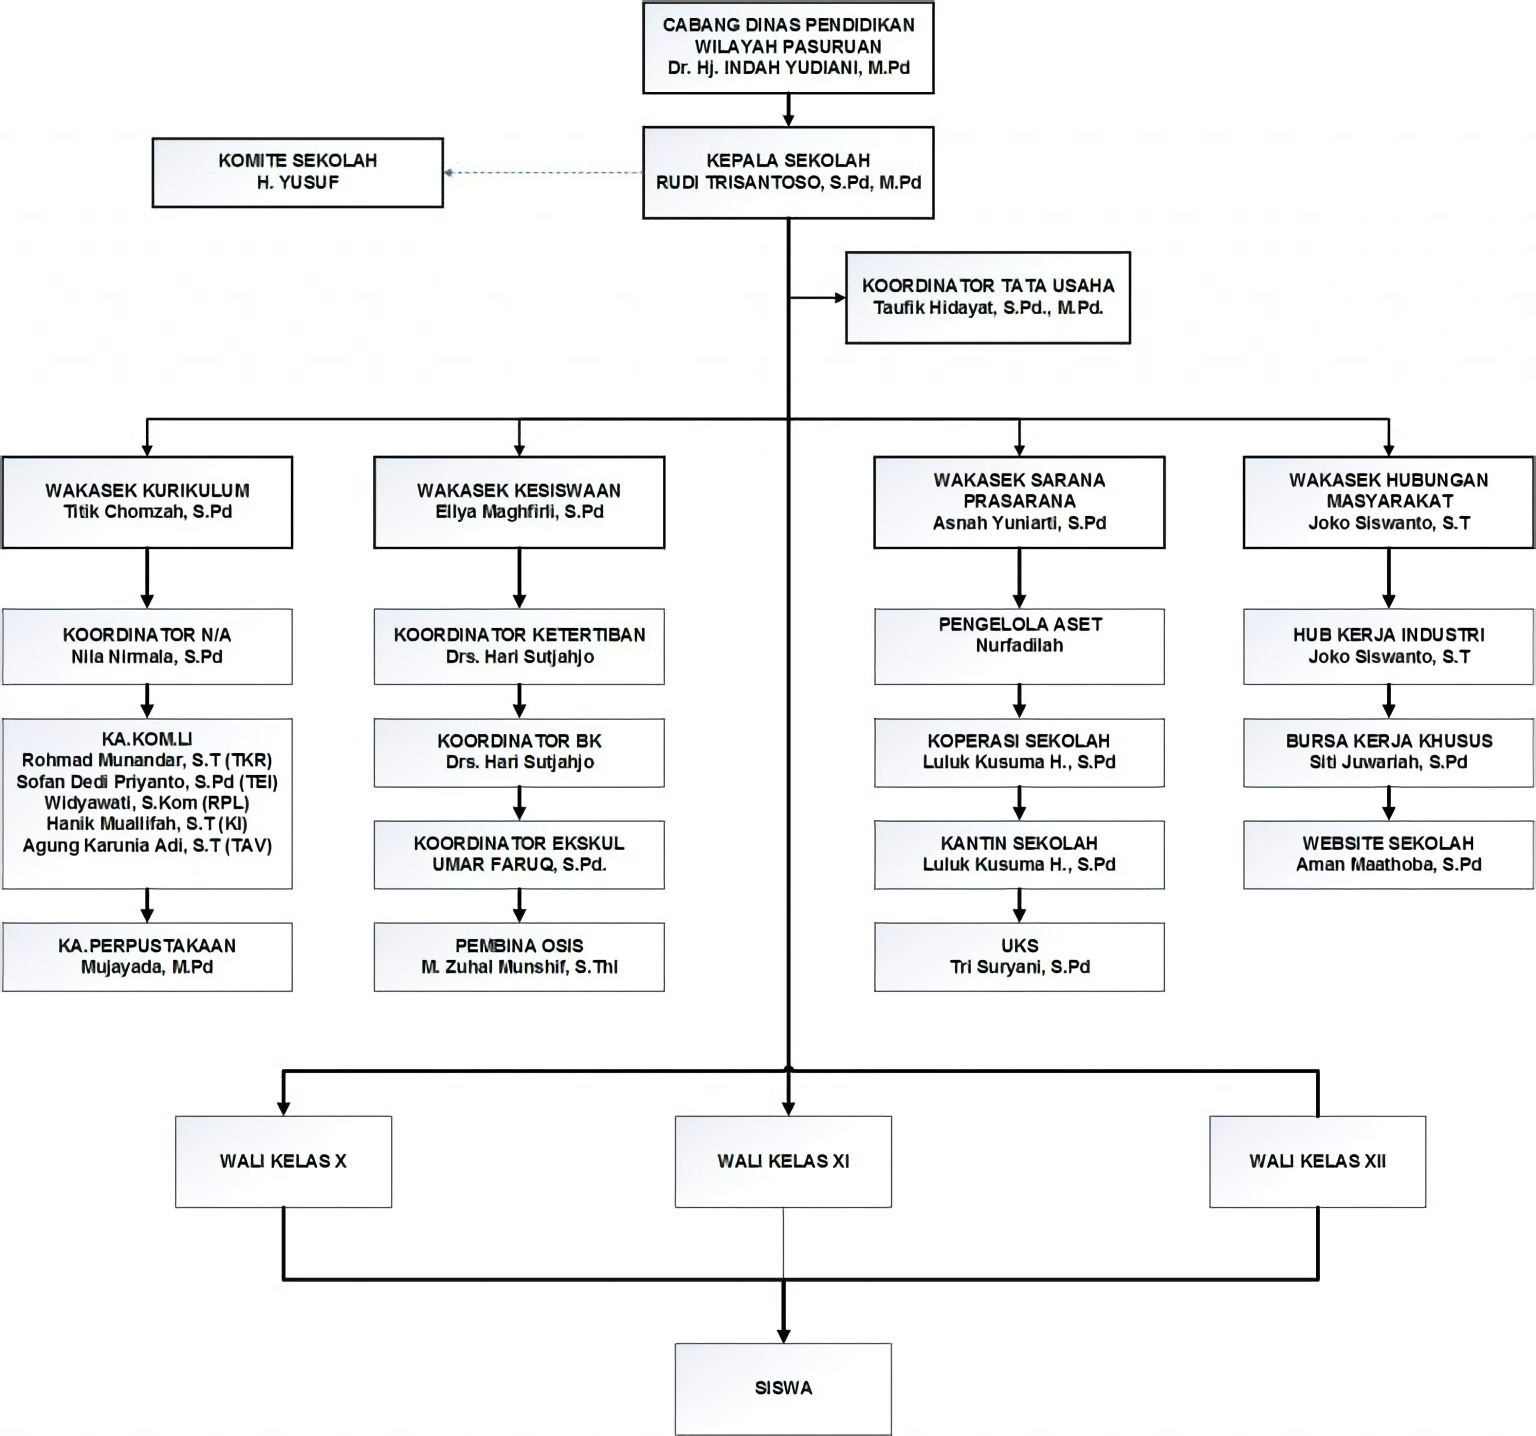 CABANG DINAS PENDIDIKAN
WILAYAH PASURUAN
Dr. Hj. INDAH YUDIANI, M.Pd
KOMITE SEKOLAH
H. YUSUF
KEPALA SEKOLAH
RUDI TRISANTOSO, S.Pd, M.Pd
KOORDINATOR TATA USAHA
Taufik Hidayat, S.Pd., M.Pd.
WAKASEK KURIKULUM
Titik Chomzah, S.Pd
WAKASEK KESISWAAN
Ellya Maghfirli, S.Pd
WAKASEK SARANA
PRASARANA
Asnah Yuniarti, S.Pd
WAKASEK HUBUNGAN
MASYARAKAT
Joko Siswanto, S.T
KOORDINATOR N/A
Nila Nirmala, S.Pd
KOORDINATOR KETERTIBAN
Drs. Hari Sutjahjo
PENGELOLA ASET
Nurfadilah
HUB KERJA INDUSTRI
Joko Siswanto, S.T
KA.KOM.LI
Rohmad Munandar, S.T (TKR)
Sofan Dedi Priyanto, S.Pd (TEI)
Widyawati, S.Kom (RPL)
Hanik Muallifah, S.T (KI)
Agung Karunia Adi, S.T (TAV)
KOORDINATOR BK
Drs. Hari Sutjahjo
KOPERASI SEKOLAH
Luluk Kusuma H., S.Pd
BURSA KERJA KHUSUS
Siti Juwariah, S.Pd
KOORDINATOR EKSKUL
UMAR FARUQ, S.Pd.
KANTIN SEKOLAH
Luluk Kusuma H., S.Pd
WEBSITE SEKOLAH
Aman Maathoba, S.Pd
KA.PERPUSTAKAAN
Mujayada, M.Pd
PEMBINA OSIS
M. Zuhal Munshif, S.ThI
UKS
Tri Suryani, S.Pd
WALI KELAS X
WALI KELAS XI
WALI KELAS XII
SISWA